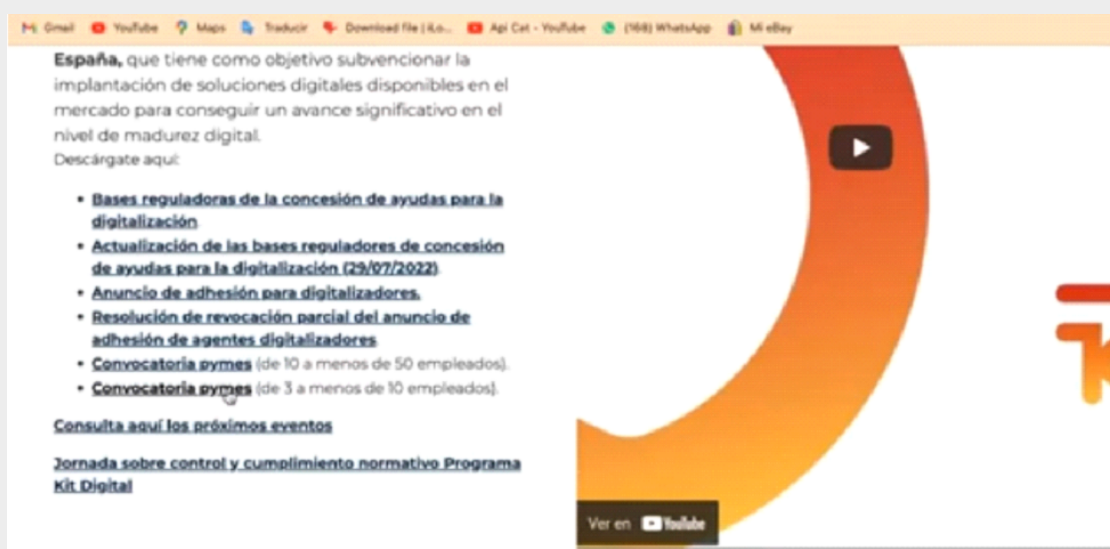 Gmail YouTube Maps Traducir Download file | iLo... Api Cat - YouTube (168) WhatsApp Mi eBay
España, que tiene como objetivo subvencionar la
implantación de soluciones digitales disponibles en el
mercado para conseguir un avance significativo en el
nivel de madurez digital.
Descárgate aquí:
• Bases reguladoras de la concesión de ayudas para la
digitalización
• Actualización de las bases reguladores de concesión
de ayudas para la digitalización (29/07/2022)
• Anuncio de adhesión para digitalizadores.
• Resolución de revocación parcial del anuncio de
adhesión de agentes digitalizadores
• Convocatoria pymes (de 10 a menos de 50 empleados).
• Convocatoria pymes (de 3 a menos de 10 empleados).
Consulta aquí los próximos eventos
Jornada sobre control y cumplimiento normativo Programa
Kit Digital
Ver en YouTube